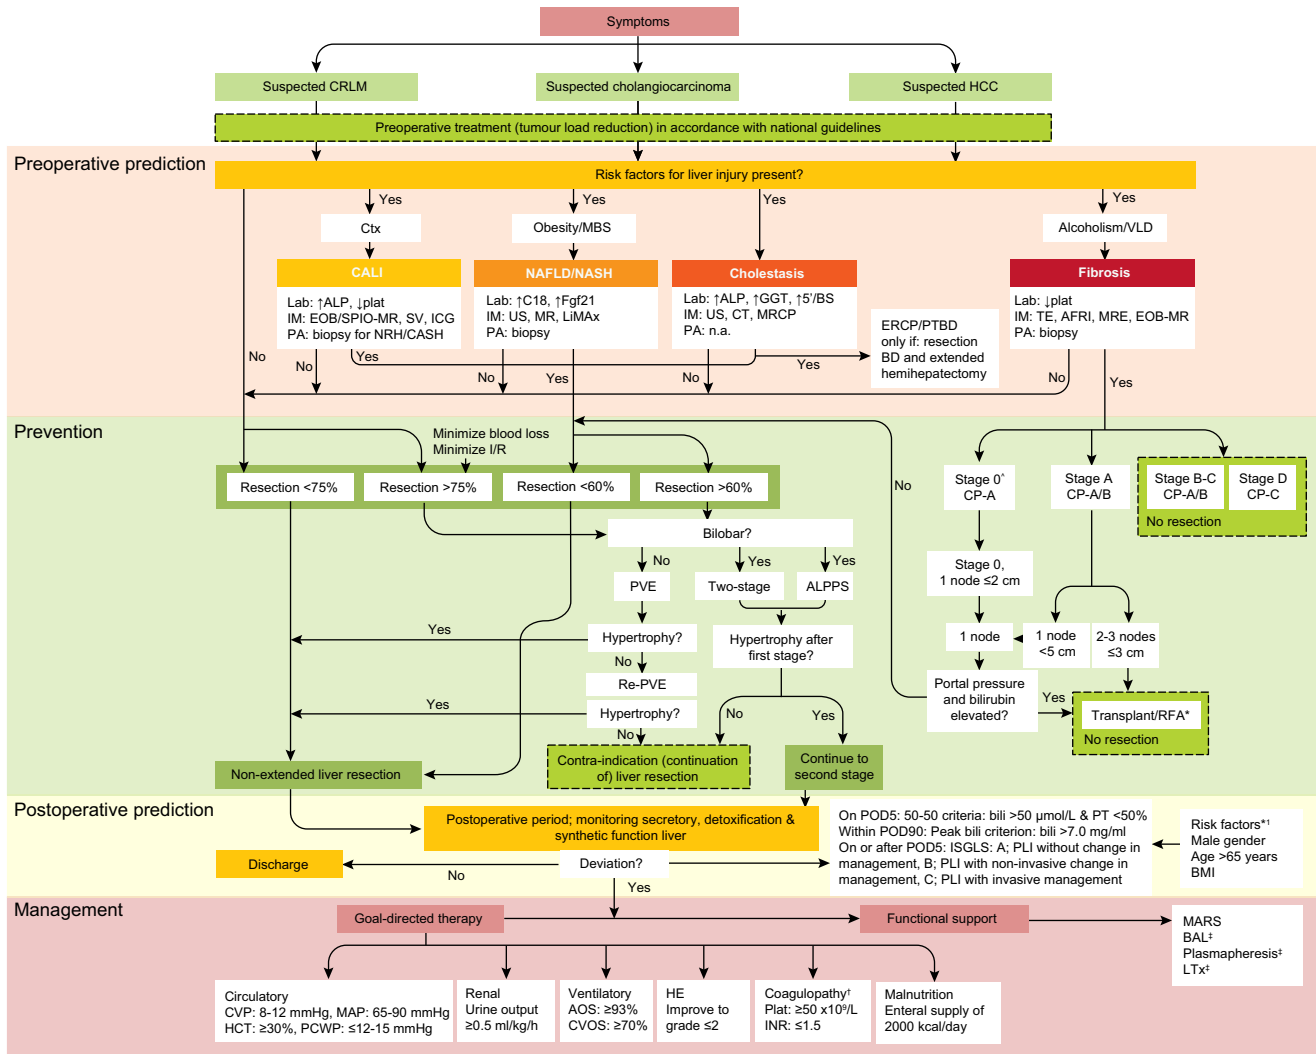 Symptoms
Suspected CRLM
Suspected cholangiocarcinoma
Suspected HCC
Preoperative treatment (tumour load reduction) in accordance with national guidelines
Preoperative prediction
Risk factors for liver injury present?
Yes
Yes
Yes
Yes
Ctx
Obesity/MBS
Alcoholism/VLD
CALI
Lab: ↑ALP, ↓plat
IM: EOB/SPIO-MR, SV, ICG
PA: biopsy for NRH/CASH
NAFLD/NASH
Lab: ↑C18, ↑Fgf21
IM: US, MR, LiMAx
PA: biopsy
Cholestasis
Lab: ↑ALP, ↑GGT, ↑5'/BS
IM: US, CT, MRCP
PA: n.a.
Fibrosis
Lab: ↓plat
IM: TE, AFRI, MRE, EOB-MR
PA: biopsy
ERCP/PTBD
only if: resection
BD and extended
hemihepatectomy
No
No
Yes
No
Yes
No
Yes
No
Yes
Prevention
Minimize blood loss
Minimize I/R
Resection <75%
Resection >75%
Resection <60%
Resection >60%
No
Stage 0^
CP-A
Stage A
CP-A/B
Stage B-C
CP-A/B
Stage D
CP-C
No resection
Bilobar?
No
Yes
Yes
PVE
Two-stage
ALPPS
Stage 0,
1 node ≤2 cm
Yes
Hypertrophy?
Hypertrophy after
first stage?
1 node
1 node
<5 cm
2-3 nodes
≤3 cm
No
Re-PVE
Portal pressure
and bilirubin
elevated?
Yes
Yes
Hypertrophy?
No
No
Yes
Transplant/RFA*
No resection
Non-extended liver resection
Contra-indication (continuation
of) liver resection
Continue to
second stage
Postoperative prediction
Postoperative period; monitoring secretory, detoxification &
synthetic function liver
On POD5: 50-50 criteria: bili >50 µmol/L & PT <50%
Within POD90: Peak bili criterion: bili >7.0 mg/ml
On or after POD5: ISGLS: A; PLI without change in
management, B; PLI with non-invasive change in
management, C; PLI with invasive management
Risk factors*¹
Male gender
Age >65 years
BMI
Discharge
No
Deviation?
Yes
Management
Goal-directed therapy
Functional support
MARS
BAL‡
Plasmapheresis‡
LTx‡
Circulatory
CVP: 8-12 mmHg, MAP: 65-90 mmHg
HCT: ≥30%, PCWP: ≤12-15 mmHg
Renal
Urine output
≥0.5 ml/kg/h
Ventilatory
AOS: ≥93%
CVOS: ≥70%
HE
Improve to
grade ≤2
Coagulopathy†
Plat: ≥50 x10⁹/L
INR: ≤1.5
Malnutrition
Enteral supply of
2000 kcal/day